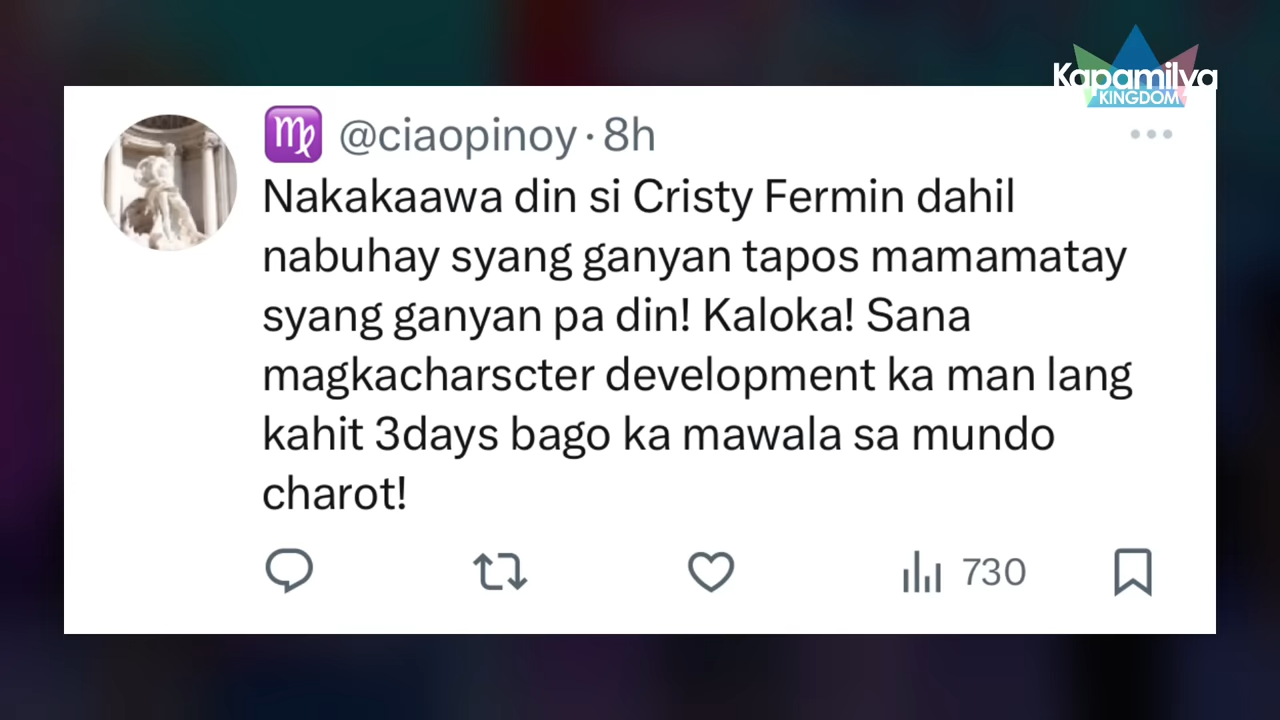 Kapamilya
KINGDOM
♍ @ciaopinoy · 8h
Nakakaawa din si Cristy Fermin dahil
nabuhay syang ganyan tapos mamamatay
syang ganyan pa din! Kaloka! Sana
magkacharscter development ka man lang
kahit 3days bago ka mawala sa mundo
charot!
730